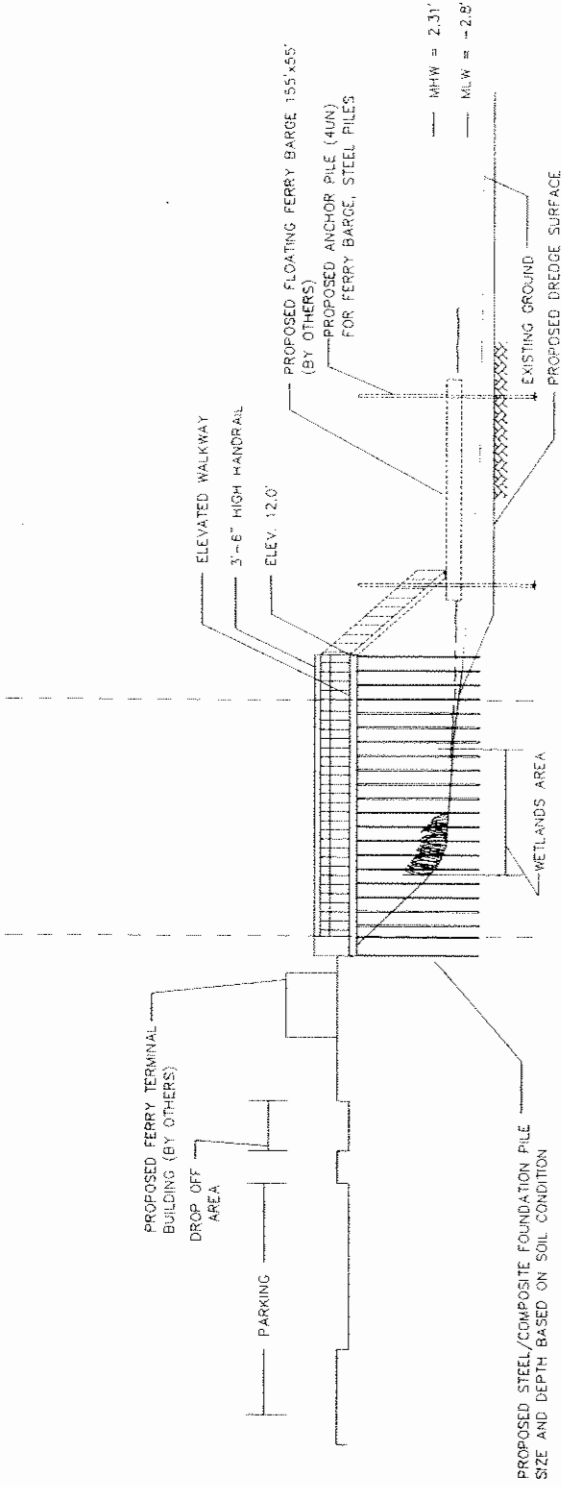 ELEVATED WALKWAY
3'-6" HIGH HANDRAIL
ELEV. 12.0'
PROPOSED FLOATING FERRY BARGE 155'x55'
(BY OTHERS)
PROPOSED ANCHOR PILE (4UN)
FOR FERRY BARGE, STEEL PILES
MHW = 2.31'
MLW = -2.8'
PROPOSED FERRY TERMINAL
BUILDING (BY OTHERS)
DROP OFF
AREA
PARKING
EXISTING GROUND
PROPOSED DREDGE SURFACE
WETLANDS AREA
PROPOSED STEEL/COMPOSITE FOUNDATION PILE
SIZE AND DEPTH BASED ON SOIL CONDITION